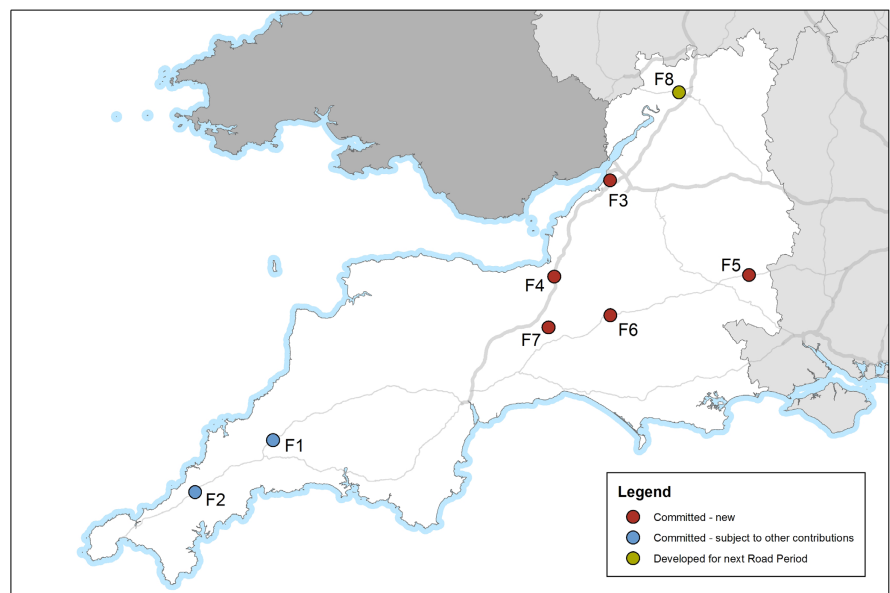 F8
F3
F5
F4
F6
F7
F1
F2
Legend
Committed - new
Committed - subject to other contributions
Developed for next Road Period